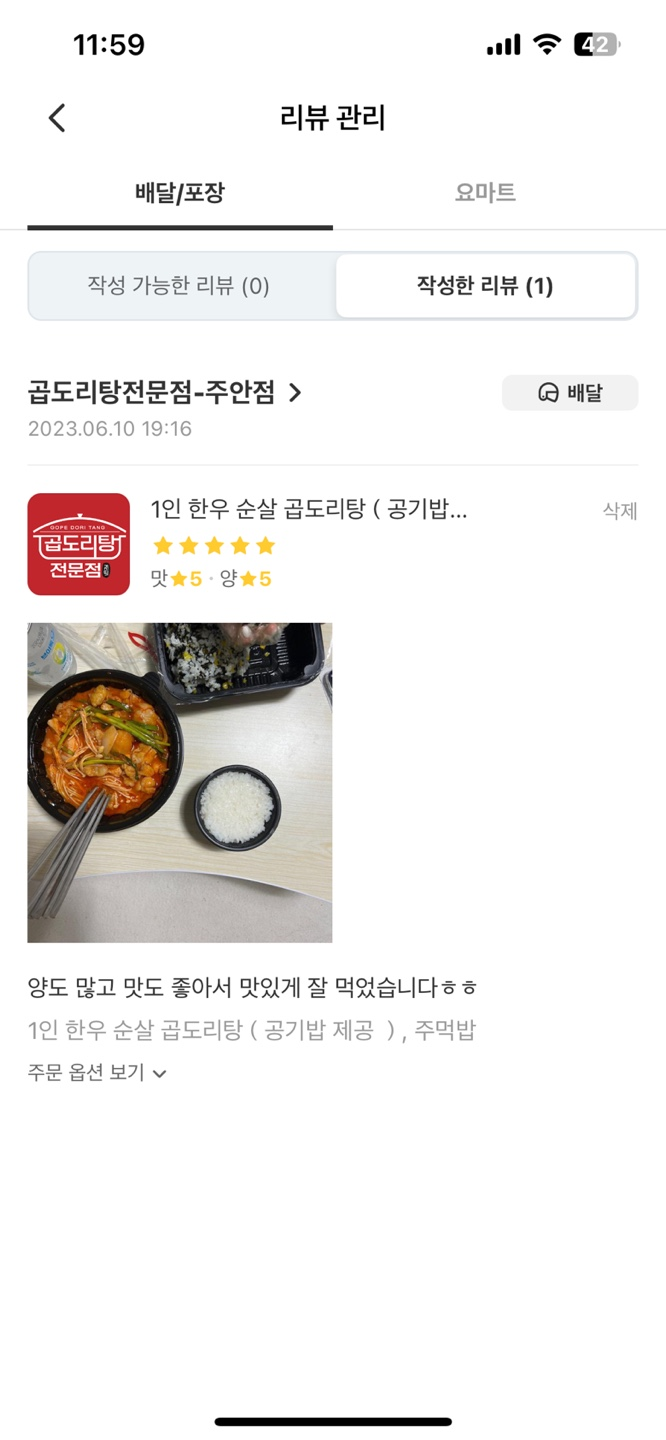 11:59
42
리뷰 관리
배달/포장
요마트
작성 가능한 리뷰 (0)
작성한 리뷰 (1)
곱도리탕전문점-주안점
배달
2023.06.10 19:16
1인 한우 순살 곱도리탕 ( 공기밥...
삭제
GOPE DORI TANG
곱도리탕
전문점
맛★5 · 양★5
양도 많고 맛도 좋아서 맛있게 잘 먹었습니다ㅎㅎ
1인 한우 순살 곱도리탕 ( 공기밥 제공  ) , 주먹밥
주문 옵션 보기